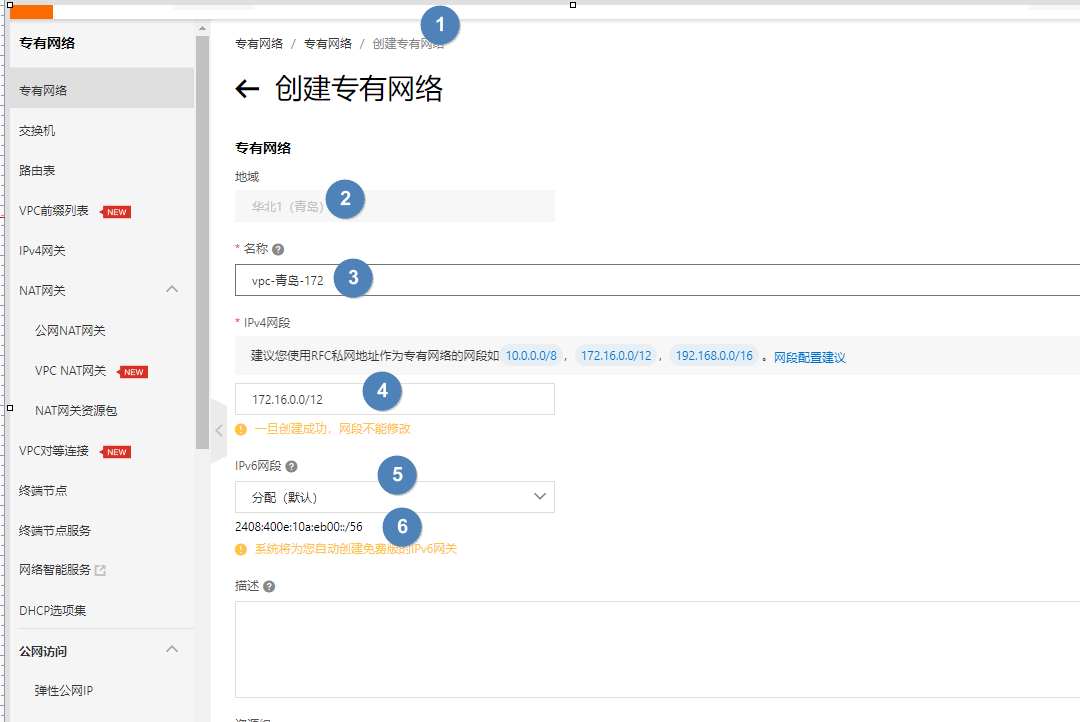 专有网络
专有网络
交换机
路由表
VPC前缀列表 NEW
IPv4网关
NAT网关
公网NAT网关
VPC NAT网关 NEW
NAT网关资源包
VPC对等连接 NEW
终端节点
终端节点服务
网络智能服务
DHCP选项集
公网访问
弹性公网IP
1
专有网络 / 专有网络 / 创建专有网络
← 创建专有网络
专有网络
地域
华北1（青岛） 2
* 名称 ?
vpc-青岛-172 3
* IPv4网段
建议您使用RFC私网地址作为专有网络的网段如 10.0.0.0/8 ， 172.16.0.0/12 ， 192.168.0.0/16 。网段配置建议
172.16.0.0/12 4
! 一旦创建成功，网段不能修改
IPv6网段 ? 5
分配（默认）
2408:400e:10a:eb00::/56 6
! 系统将为您自动创建免费版的IPv6网关
描述 ?